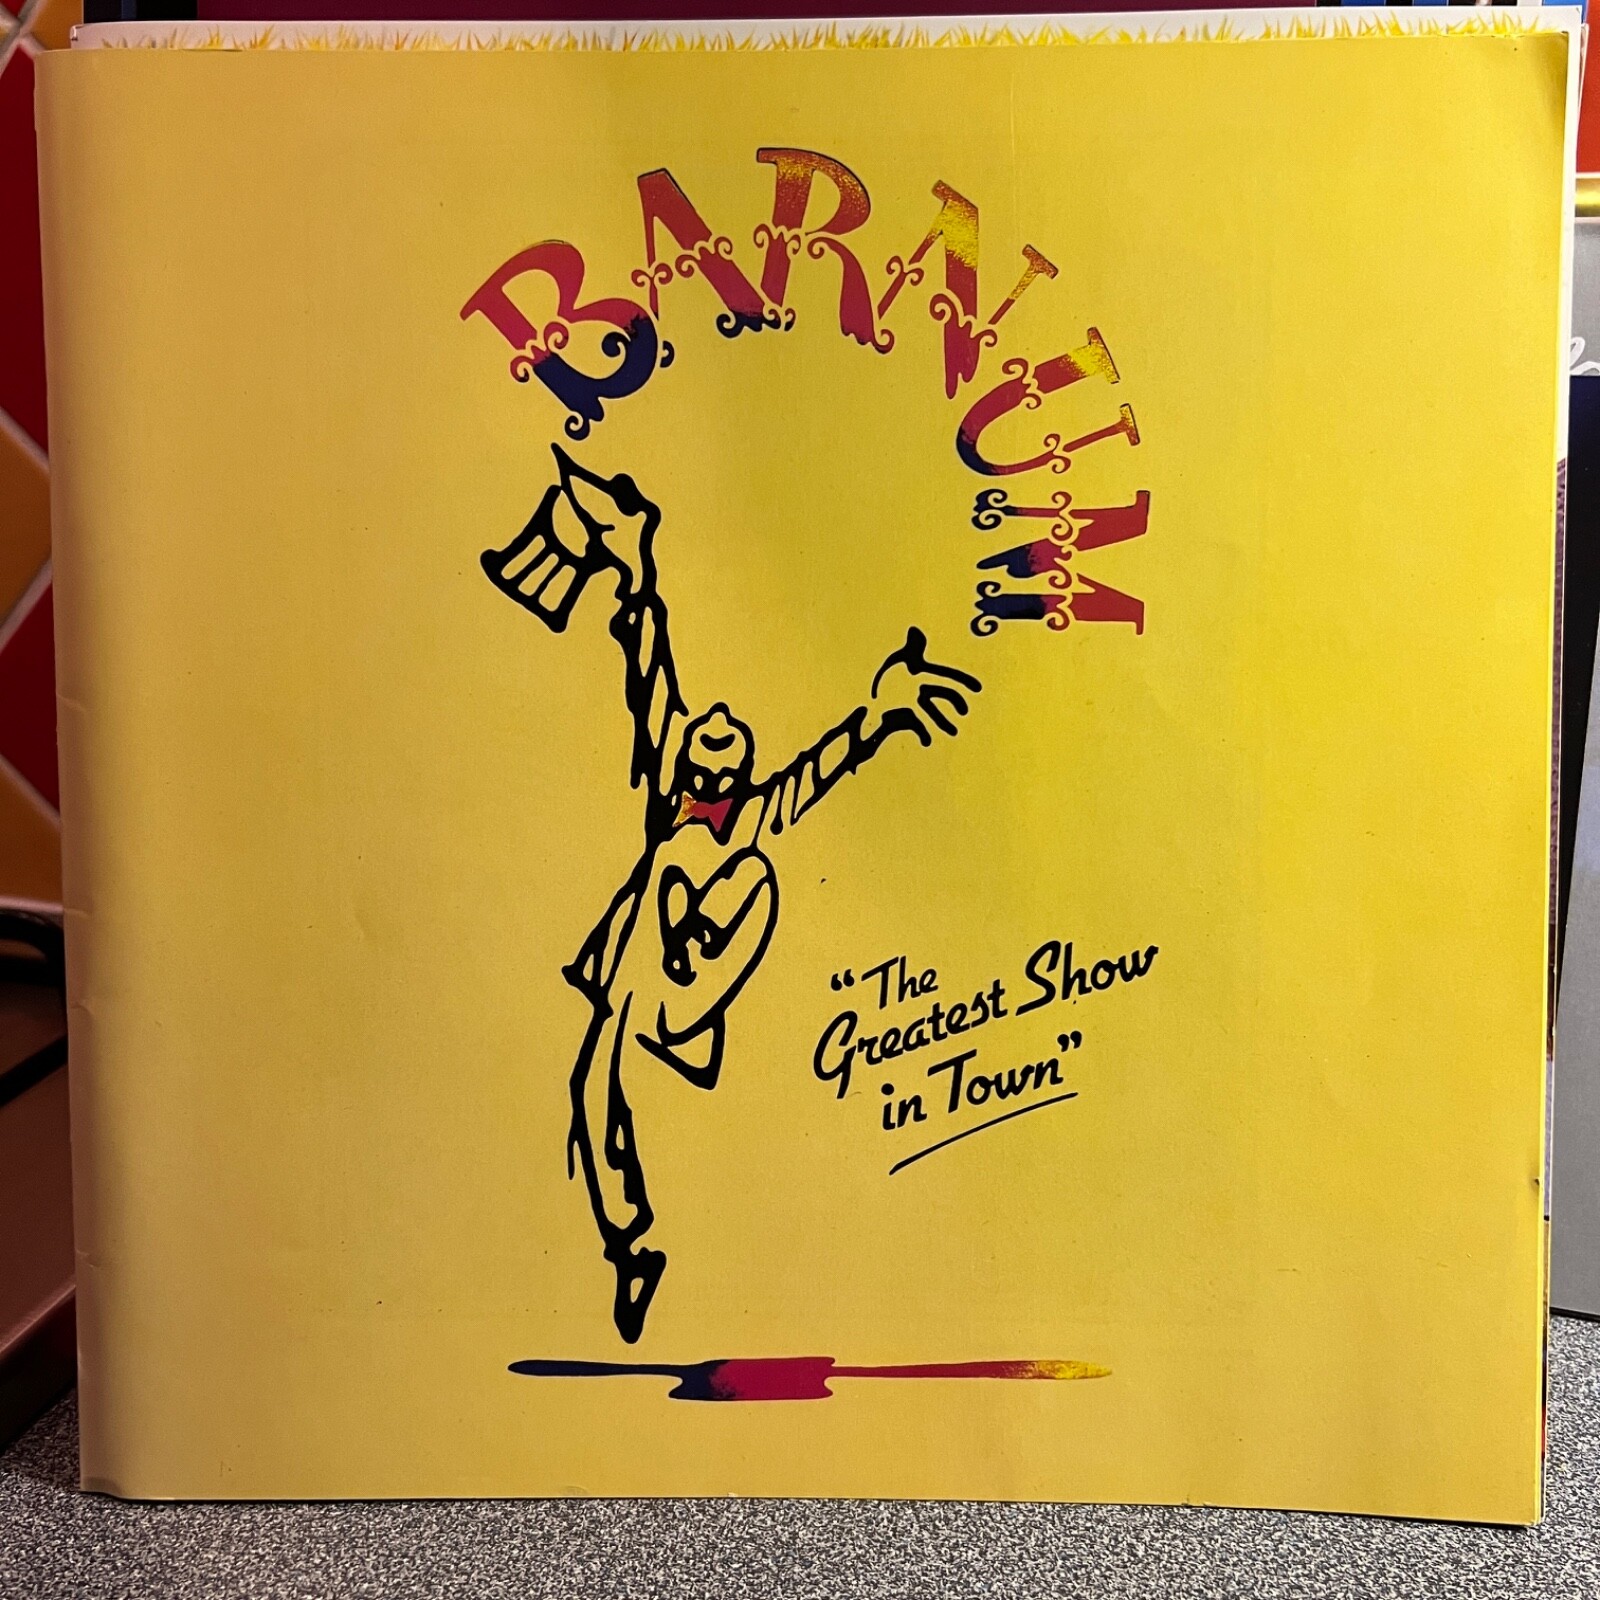 BARNUM
“The
Greatest Show
in Town”